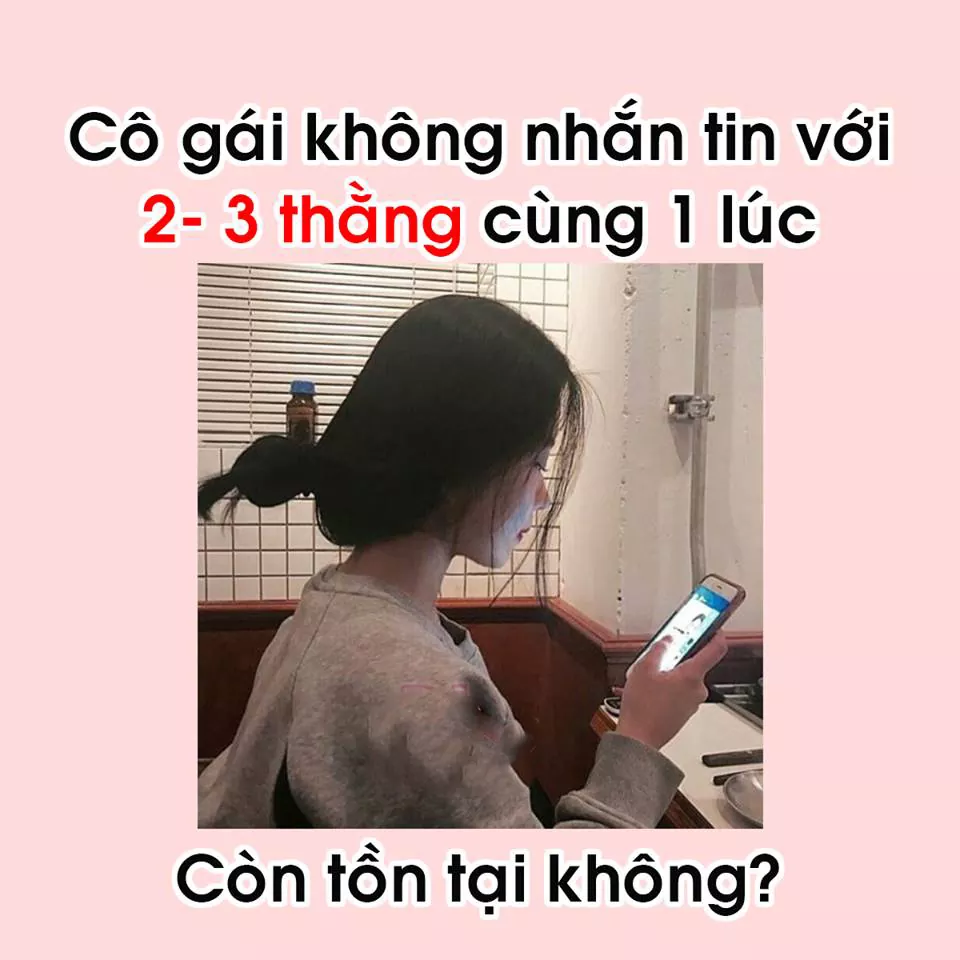 Cô gái không nhắn tin với
2- 3 thằng cùng 1 lúc
Còn tồn tại không?